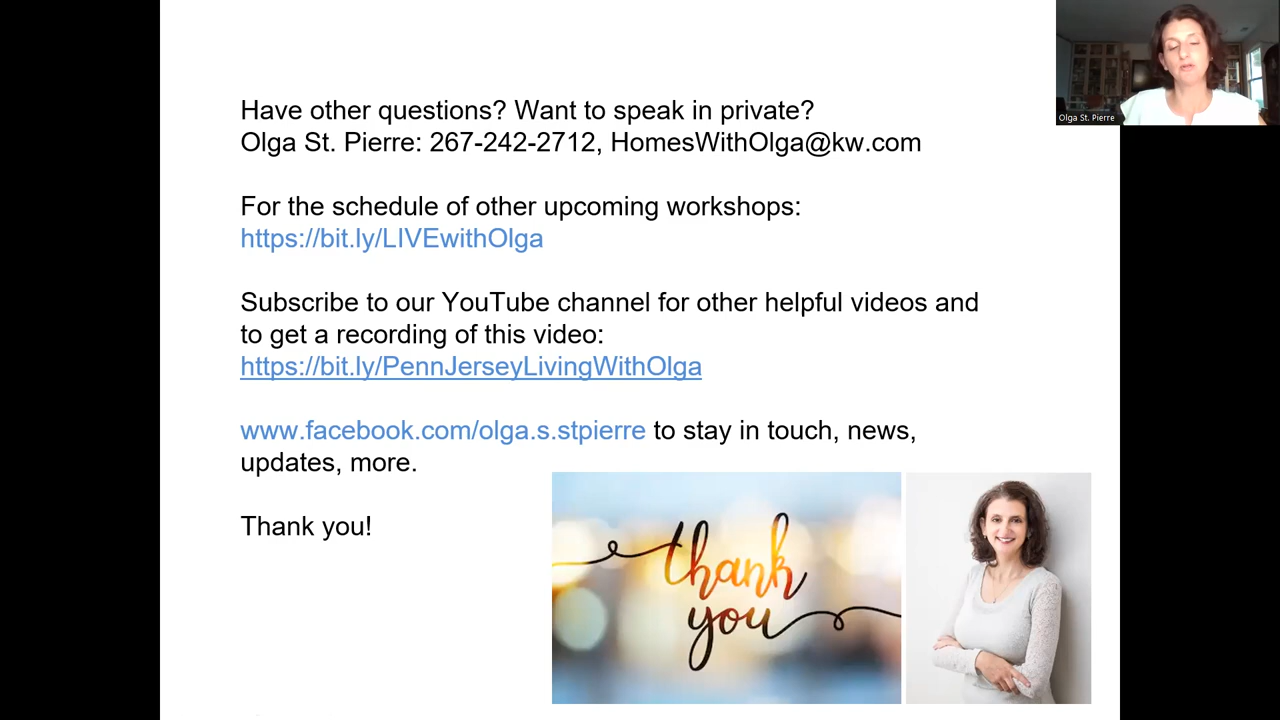 Have other questions? Want to speak in private?
Olga St. Pierre: 267-242-2712, HomesWithOlga@kw.com
For the schedule of other upcoming workshops:
https://bit.ly/LIVEwithOlga
Subscribe to our YouTube channel for other helpful videos and
to get a recording of this video:
https://bit.ly/PennJerseyLivingWithOlga
www.facebook.com/olga.s.stpierre to stay in touch, news,
updates, more.
Thank you!
thank
you
Olga St. Pierre